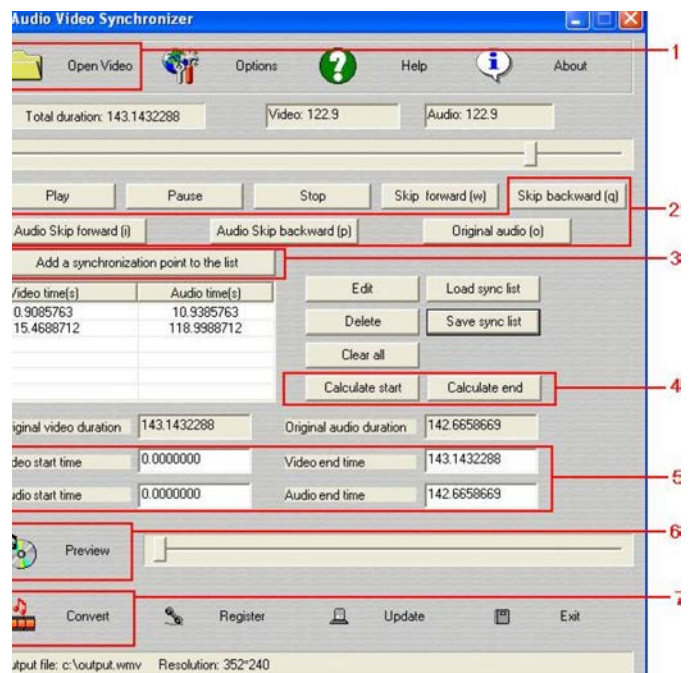 Audio Video Synchronizer
Open Video Options Help About 1
Total duration: 143.1432288 Video: 122.9 Audio: 122.9
Play Pause Stop Skip forward (w) Skip backward (q)
2
Audio Skip forward (i) Audio Skip backward (p) Original audio (o)
Add a synchronization point to the list 3
Video time(s) Audio time(s) Edit Load sync list
0.9085763 10.9385763
15.4688712 118.9988712 Delete Save sync list
Clear all
Calculate start Calculate end 4
riginal video duration 143.1432288 Original audio duration 142.6658669
deo start time 0.0000000 Video end time 143.1432288
5
udio start time 0.0000000 Audio end time 142.6658669
6
Preview
7
Convert Register Update Exit
utput file: c:\output.wmv Resolution: 352*240